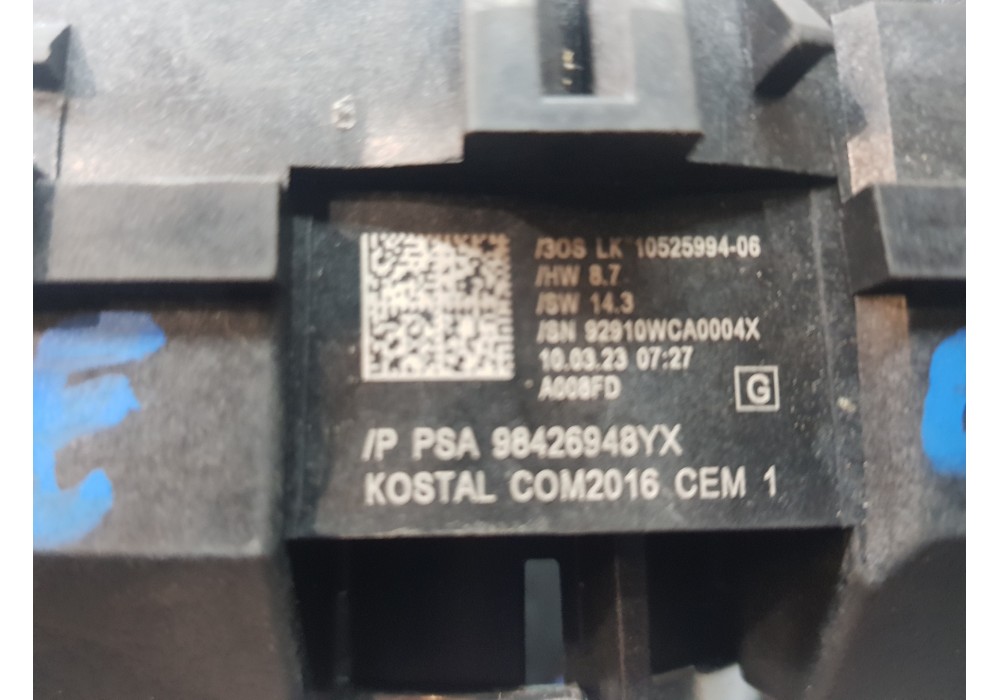 /3OS LK 10525994-06
/HW 8.7
/SW 14.3
/SN 92910WCA0004X
10.03.23 07:27
A008FD
G
/P PSA 98426948YX
KOSTAL COM2016 CEM 1